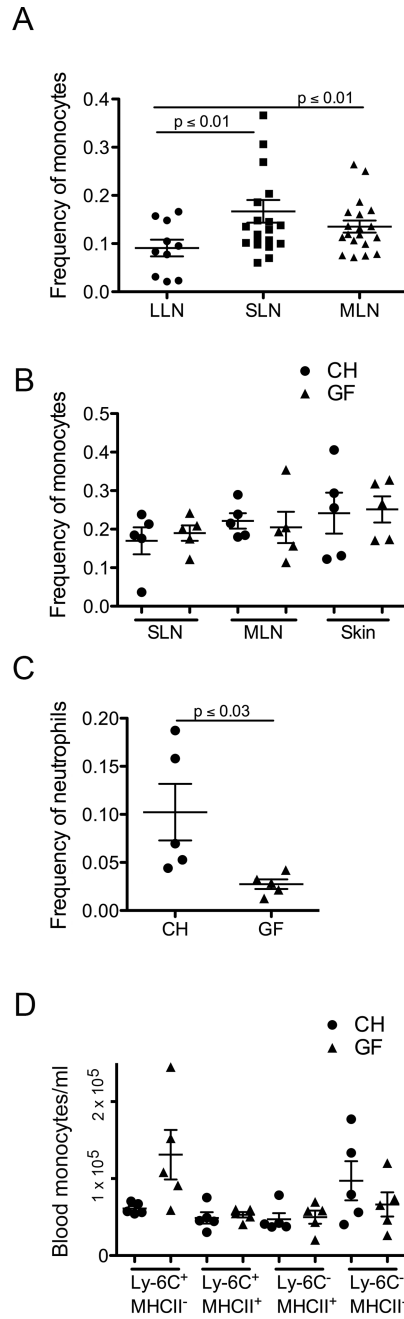 A
Frequency of monocytes
0.4
0.3
0.2
0.1
0.0
p ≤ 0.01
p ≤ 0.01
LLN SLN MLN
B
CH
GF
Frequency of monocytes
0.5
0.4
0.3
0.2
0.1
0.0
SLN MLN Skin
C
Frequency of neutrophils
0.20
0.15
0.10
0.05
0.00
p ≤ 0.03
CH GF
D
CH
GF
Blood monocytes/ml
2 x 10⁵
1 x 10⁵
0
Ly-6C⁺ Ly-6C⁺ Ly-6C⁻ Ly-6C⁻
MHCII⁻ MHCII⁺ MHCII⁺ MHCII⁻